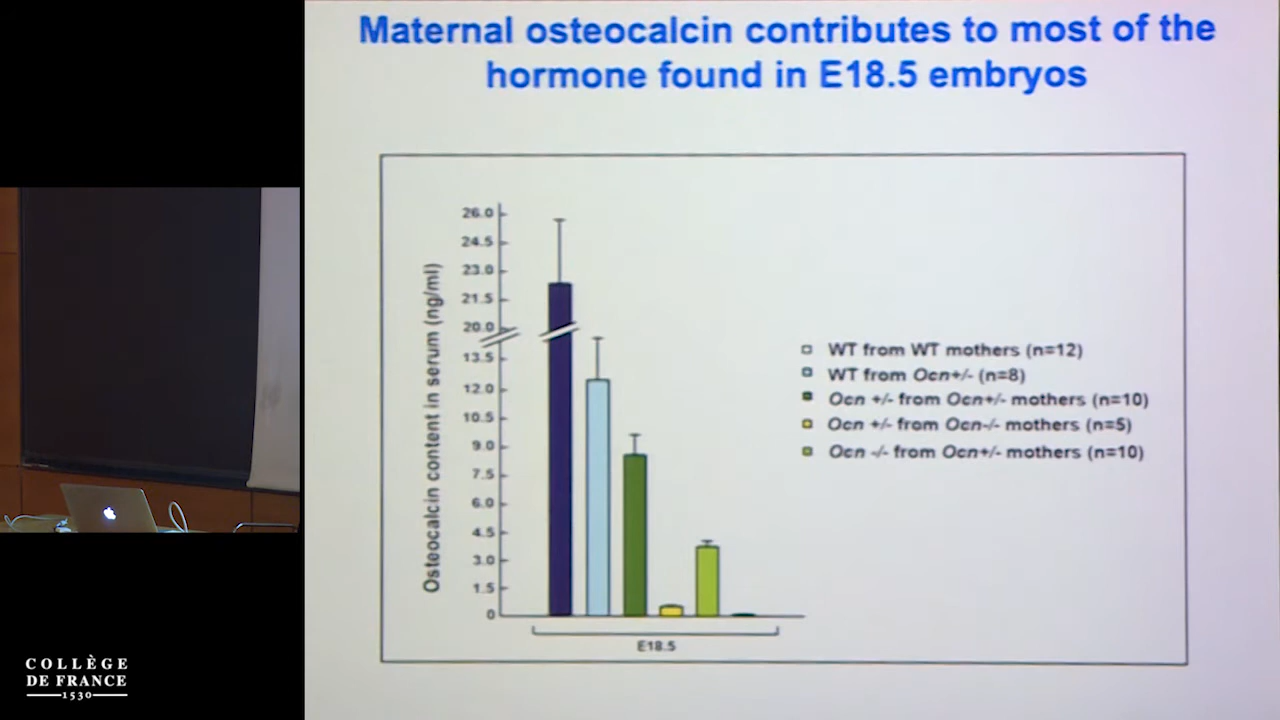 Maternal osteocalcin contributes to most of the
hormone found in E18.5 embryos
Osteocalcin content in serum (ng/ml)
26.0
24.5
23.0
21.5
20.0
13.5
12.0
10.5
9.0
7.5
6.0
4.5
3.0
1.5
0
E18.5
WT from WT mothers (n=12)
WT from Ocn+/- (n=8)
Ocn +/- from Ocn+/- mothers (n=10)
Ocn +/- from Ocn-/- mothers (n=5)
Ocn -/- from Ocn+/- mothers (n=10)
COLLÈGE
DE FRANCE
1530